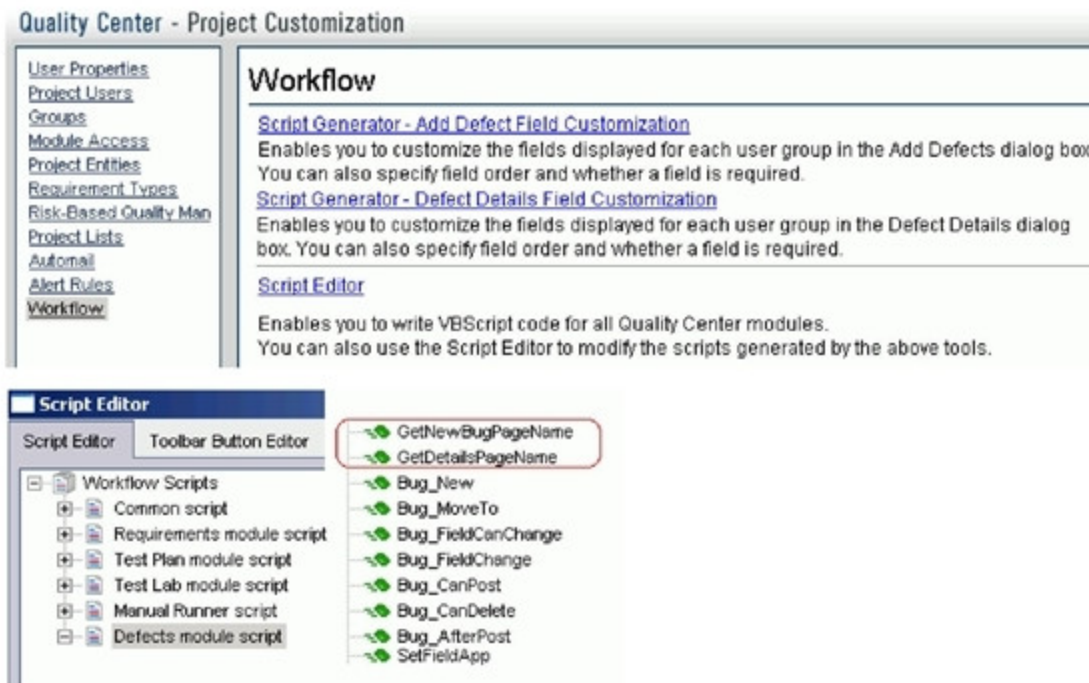 Quality Center - Project Customization
User Properties
Project Users
Groups
Module Access
Project Entities
Requirement Types
Risk-Based Quality Man
Project Lists
Automail
Alert Rules
Workflow
Workflow
Script Generator - Add Defect Field Customization
Enables you to customize the fields displayed for each user group in the Add Defects dialog box
You can also specify field order and whether a field is required.
Script Generator - Defect Details Field Customization
Enables you to customize the fields displayed for each user group in the Defect Details dialog
box. You can also specify field order and whether a field is required.
Script Editor
Enables you to write VBScript code for all Quality Center modules.
You can also use the Script Editor to modify the scripts generated by the above tools.
Script Editor
Script Editor Toolbar Button Editor
Workflow Scripts
Common script
Requirements module script
Test Plan module script
Test Lab module script
Manual Runner script
Defects module script
GetNewBugPageName
GetDetailsPageName
Bug_New
Bug_MoveTo
Bug_FieldCanChange
Bug_FieldChange
Bug_CanPost
Bug_CanDelete
Bug_AfterPost
SetFieldApp